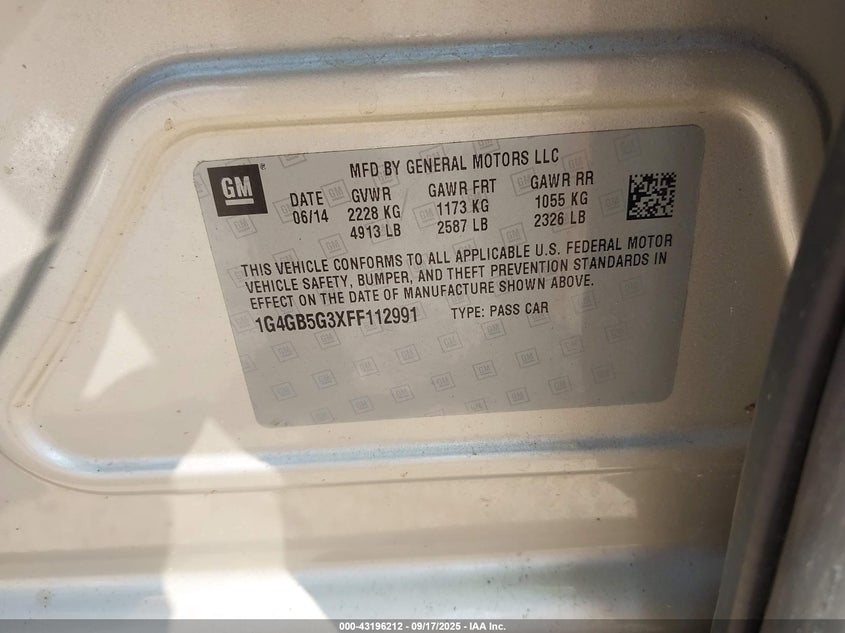 GM
MFD BY GENERAL MOTORS LLC
DATE GVWR GAWR FRT GAWR RR
06/14 2228 KG 1173 KG 1055 KG
4913 LB 2587 LB 2326 LB
THIS VEHICLE CONFORMS TO ALL APPLICABLE U.S. FEDERAL MOTOR
VEHICLE SAFETY, BUMPER, AND THEFT PREVENTION STANDARDS IN
EFFECT ON THE DATE OF MANUFACTURE SHOWN ABOVE.
1G4GB5G3XFF112991 TYPE: PASS CAR
000-43196212 - 09/17/2025 - IAA Inc.